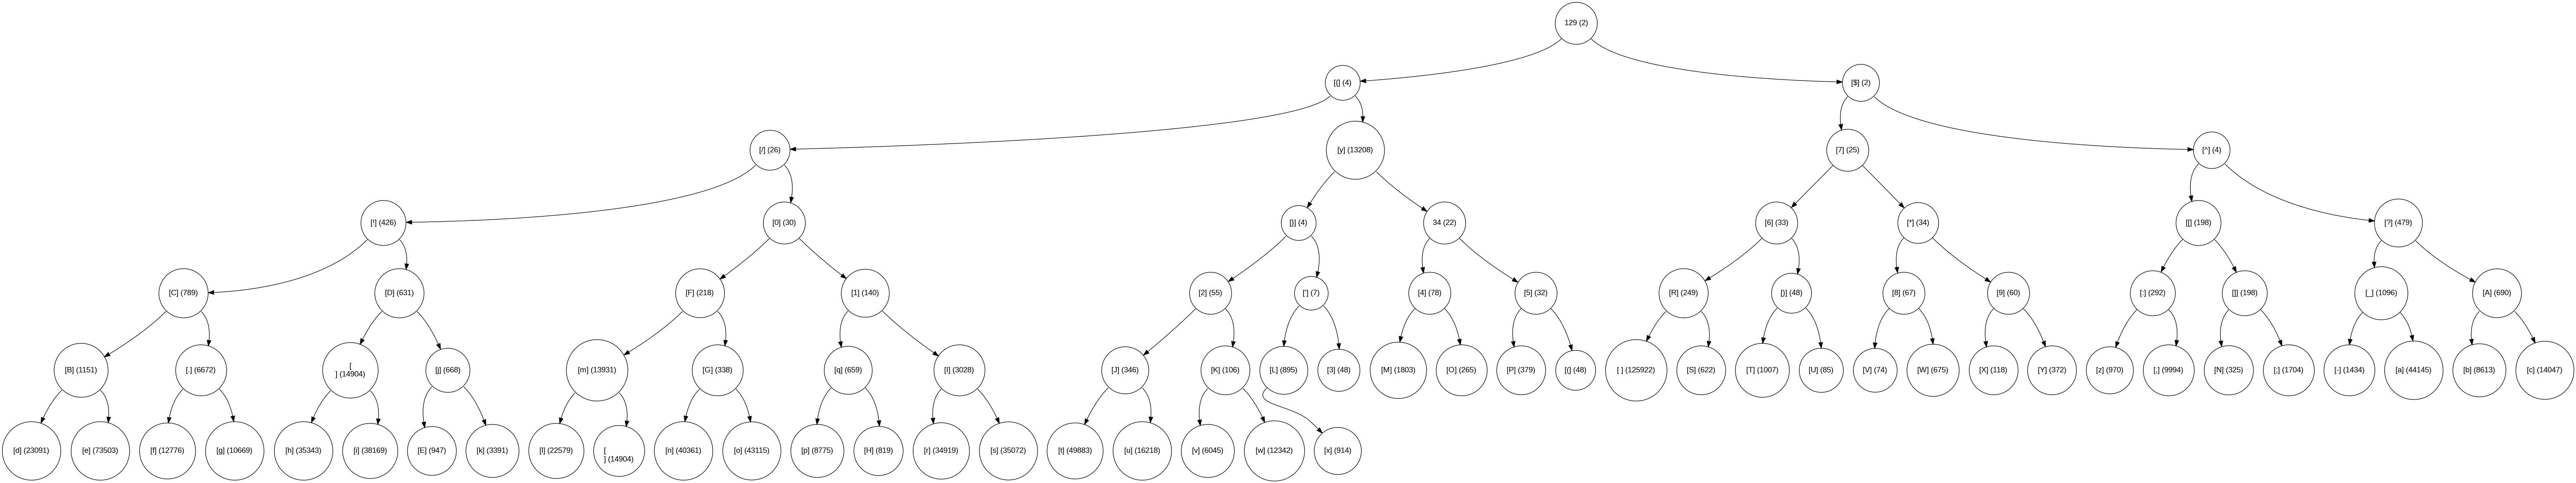 129 (2)
[{] (4)
[$] (2)
[/] (26)
[y] (13208)
[7] (25)
[^] (4)
[!] (426)
[0] (30)
[}] (4)
34 (22)
[6] (33)
[*] (34)
[[] (198)
[?] (479)
[C] (789)
[D] (631)
[F] (218)
[1] (140)
[2] (55)
['] (7)
[4] (78)
[5] (32)
[R] (249)
[)] (48)
[8] (67)
[9] (60)
[:] (292)
[]] (198)
[_] (1096)
[A] (690)
[B] (1151)
[.] (6672)
[
] (14904)
[j] (668)
[m] (13931)
[G] (338)
[q] (659)
[I] (3028)
[J] (346)
[K] (106)
[L] (895)
[3] (48)
[M] (1803)
[O] (265)
[P] (379)
[(] (48)
[ ] (125922)
[S] (622)
[T] (1007)
[U] (85)
[V] (74)
[W] (675)
[X] (118)
[Y] (372)
[z] (970)
[,] (9994)
[N] (325)
[;] (1704)
[-] (1434)
[a] (44145)
[b] (8613)
[c] (14047)
[d] (23091)
[e] (73503)
[f] (12776)
[g] (10669)
[h] (35343)
[i] (38169)
[E] (947)
[k] (3391)
[l] (22579)
[
] (14904)
[n] (40361)
[o] (43115)
[p] (8775)
[H] (819)
[r] (34919)
[s] (35072)
[t] (49883)
[u] (16218)
[v] (6045)
[w] (12342)
[x] (914)